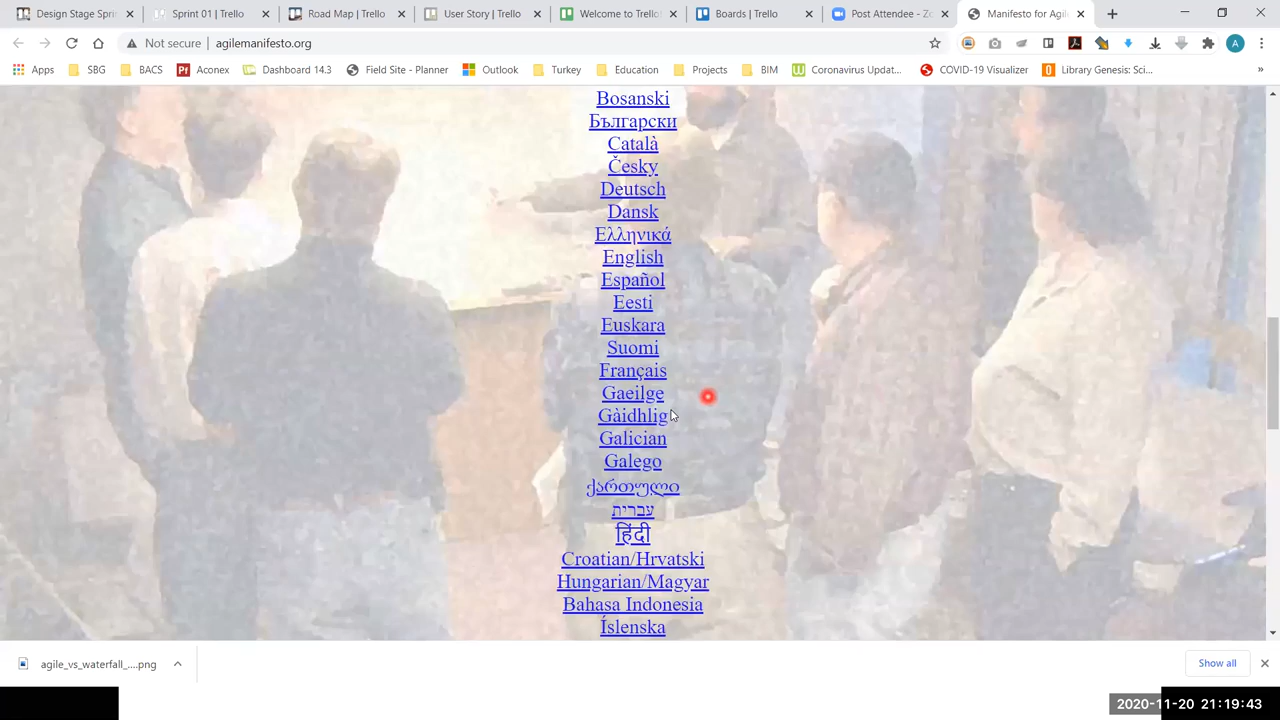 Design Stage Spri
Sprint 01 | Trello
Road Map | Trello
User Story | Trello
Welcome to Trello!
Boards | Trello
Post Attendee - Zo
Manifesto for Agile
Not secure
agilemanifesto.org
A
Apps
SBG
BACS
Aconex
Dashboard 14.3
Field Site - Planner
Outlook
Turkey
Education
Projects
BIM
Coronavirus Updat...
COVID-19 Visualizer
Library Genesis: Sci...
»
Bosanski
Български
Català
Česky
Deutsch
Dansk
Ελληνικά
English
Español
Eesti
Euskara
Suomi
Français
Gaeilge
Gàidhlig
Galician
Galego
ქართული
עברית
हिंदी
Croatian/Hrvatski
Hungarian/Magyar
Bahasa Indonesia
Íslenska
agile_vs_waterfall_....png
Show all
2020-11-20 21:19:43